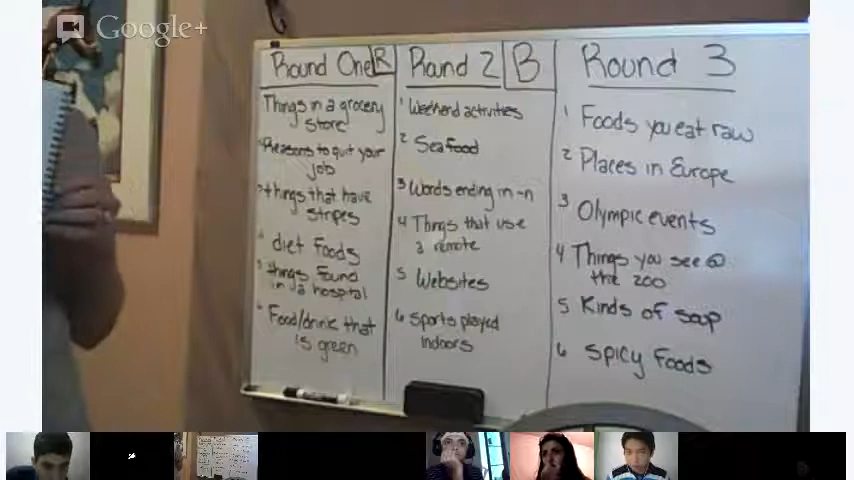 Google+
Round One R
Things in a grocery
store
Reasons to quit your
job
things that have
stripes
diet foods
things found
in a hospital
Food/drink that
is green
Round 2 B
1 Weekend activities
2 Seafood
3 Words ending in -n
4 Things that use
a remote
5 Websites
6 Sports played
indoors
Round 3
1 Foods you eat raw
2 Places in Europe
3 Olympic events
4 Things you see @
the zoo
5 Kinds of soup
6 Spicy foods